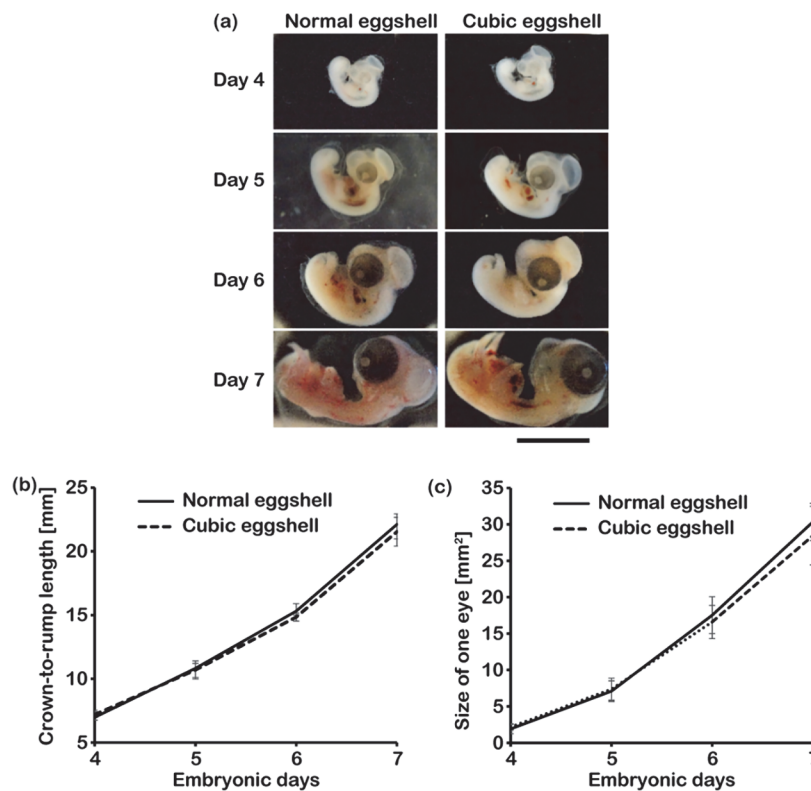 (a) Normal eggshell Cubic eggshell
Day 4
Day 5
Day 6
Day 7
(b)
Crown-to-rump length [mm]
25
20
15
10
5
Normal eggshell
Cubic eggshell
4 5 6 7
Embryonic days
(c)
Size of one eye [mm²]
35
30
25
20
15
10
5
0
Normal eggshell
Cubic eggshell
4 5 6
Embryonic days